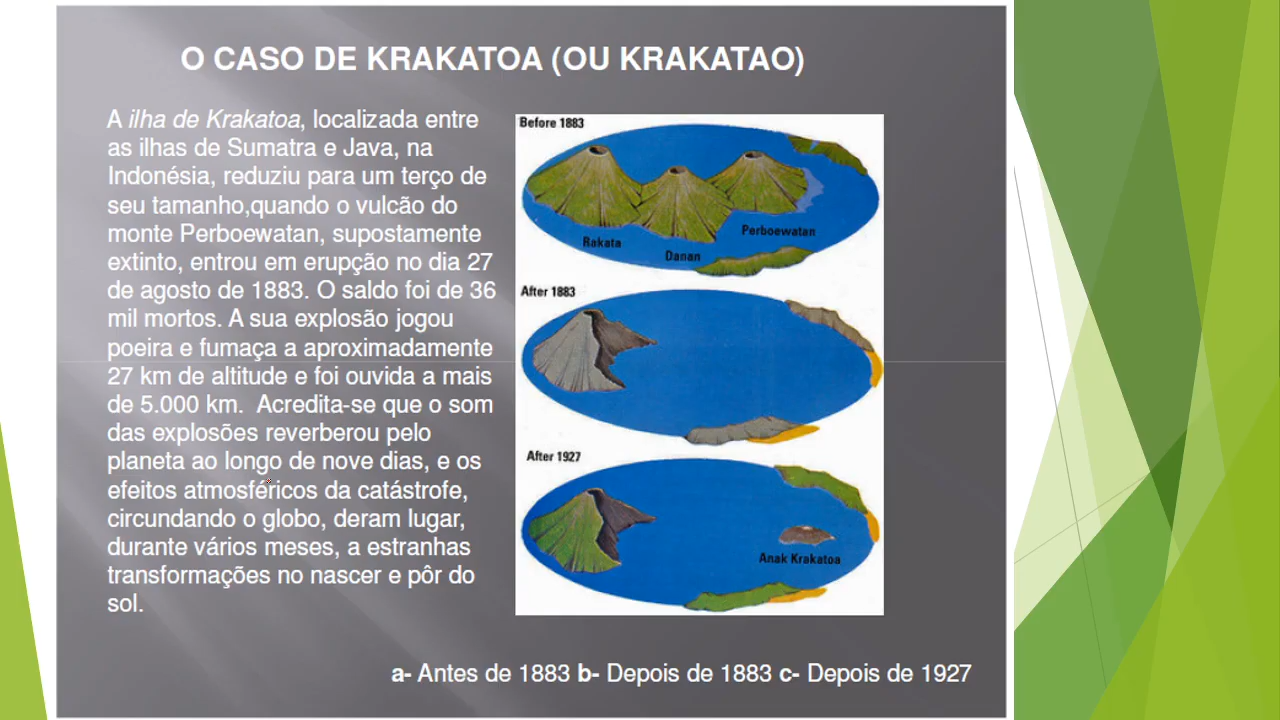 O CASO DE KRAKATOA (OU KRAKATAO)
A ilha de Krakatoa, localizada entre
as ilhas de Sumatra e Java, na
Indonésia, reduziu para um terço de
seu tamanho,quando o vulcão do
monte Perboewatan, supostamente
extinto, entrou em erupção no dia 27
de agosto de 1883. O saldo foi de 36
mil mortos. A sua explosão jogou
poeira e fumaça a aproximadamente
27 km de altitude e foi ouvida a mais
de 5.000 km.  Acredita-se que o som
das explosões reverberou pelo
planeta ao longo de nove dias, e os
efeitos atmosféricos da catástrofe,
circundando o globo, deram lugar,
durante vários meses, a estranhas
transformações no nascer e pôr do
sol.
Before 1883
Rakata
Danan
Perboewatan
After 1883
After 1927
Anak Krakatoa
a- Antes de 1883 b- Depois de 1883 c- Depois de 1927